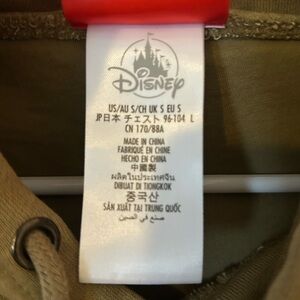 Disney
US/AU S/CH UK S EU S
JP日本 チェスト 96-104 L
CN 170/88A
MADE IN CHINA
FABRIQUÉ EN CHINE
HECHO EN CHINA
中國製
ผลิตในประเทศจีน
DIBUAT DI TIONGKOK
중국산
SẢN XUẤT TẠI TRUNG QUỐC
صنع في الصين